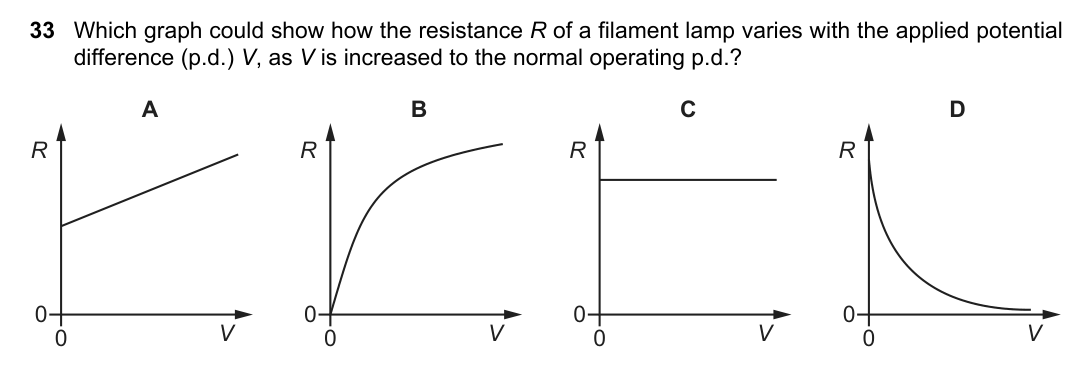 33 Which graph could show how the resistance R of a filament lamp varies with the applied potential
difference (p.d.) V, as V is increased to the normal operating p.d.?
A B C D
R R R R
0 0 0 0
V V V V
0 0 0 0